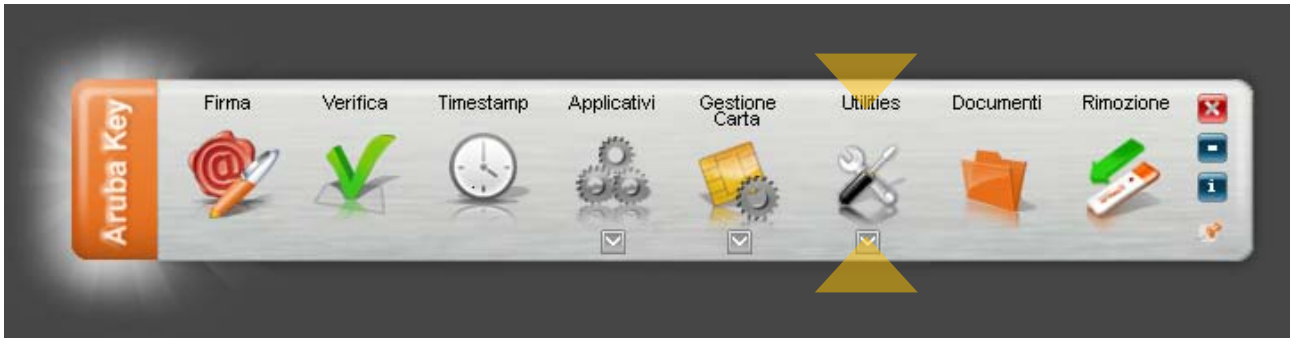 Aruba Key
Firma
Verifica
Timestamp
Applicativi
Gestione
Carta
Utilities
Documenti
Rimozione